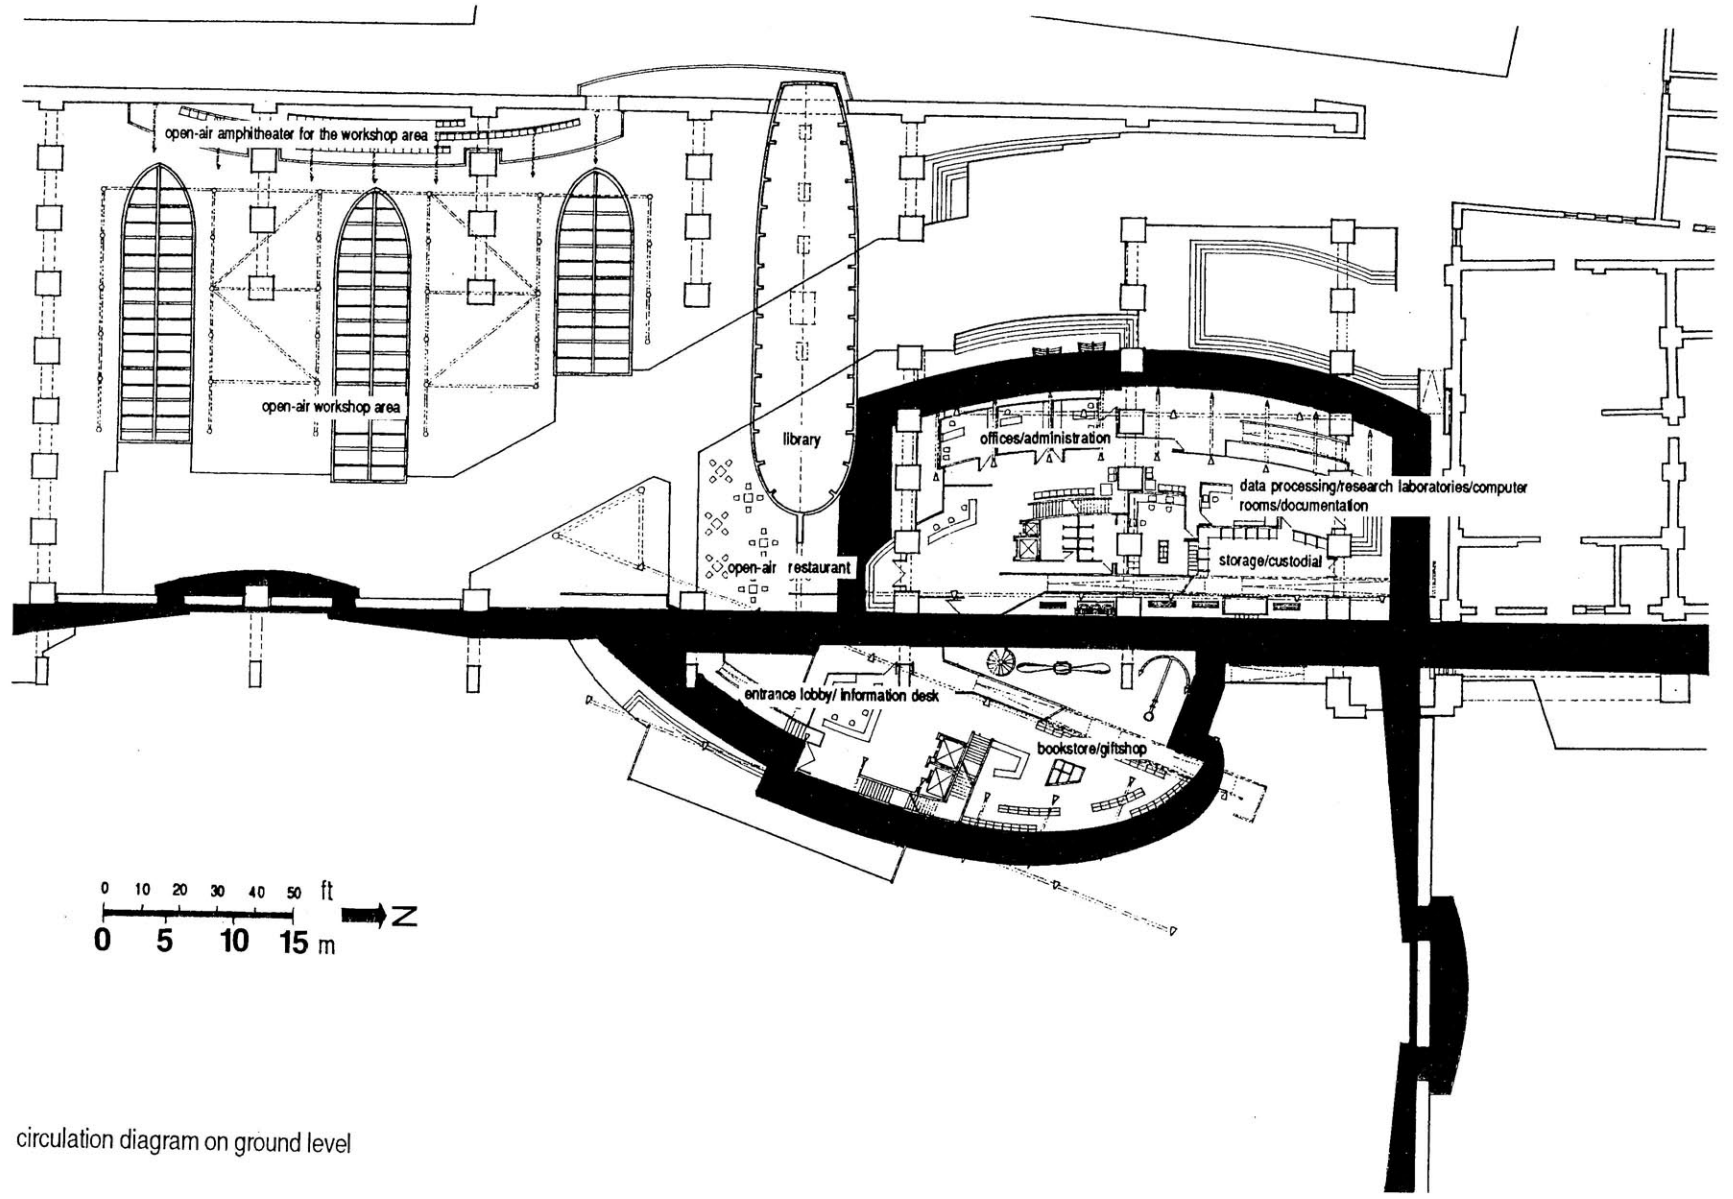 open-air amphitheater for the workshop area
open-air workshop area
library
offices/administration
data processing/research laboratories/computer
rooms/documentation
storage/custodial
open-air restaurant
entrance lobby/ information desk
bookstore/giftshop
0 10 20 30 40 50 ft
N
0 5 10 15 m
circulation diagram on ground level